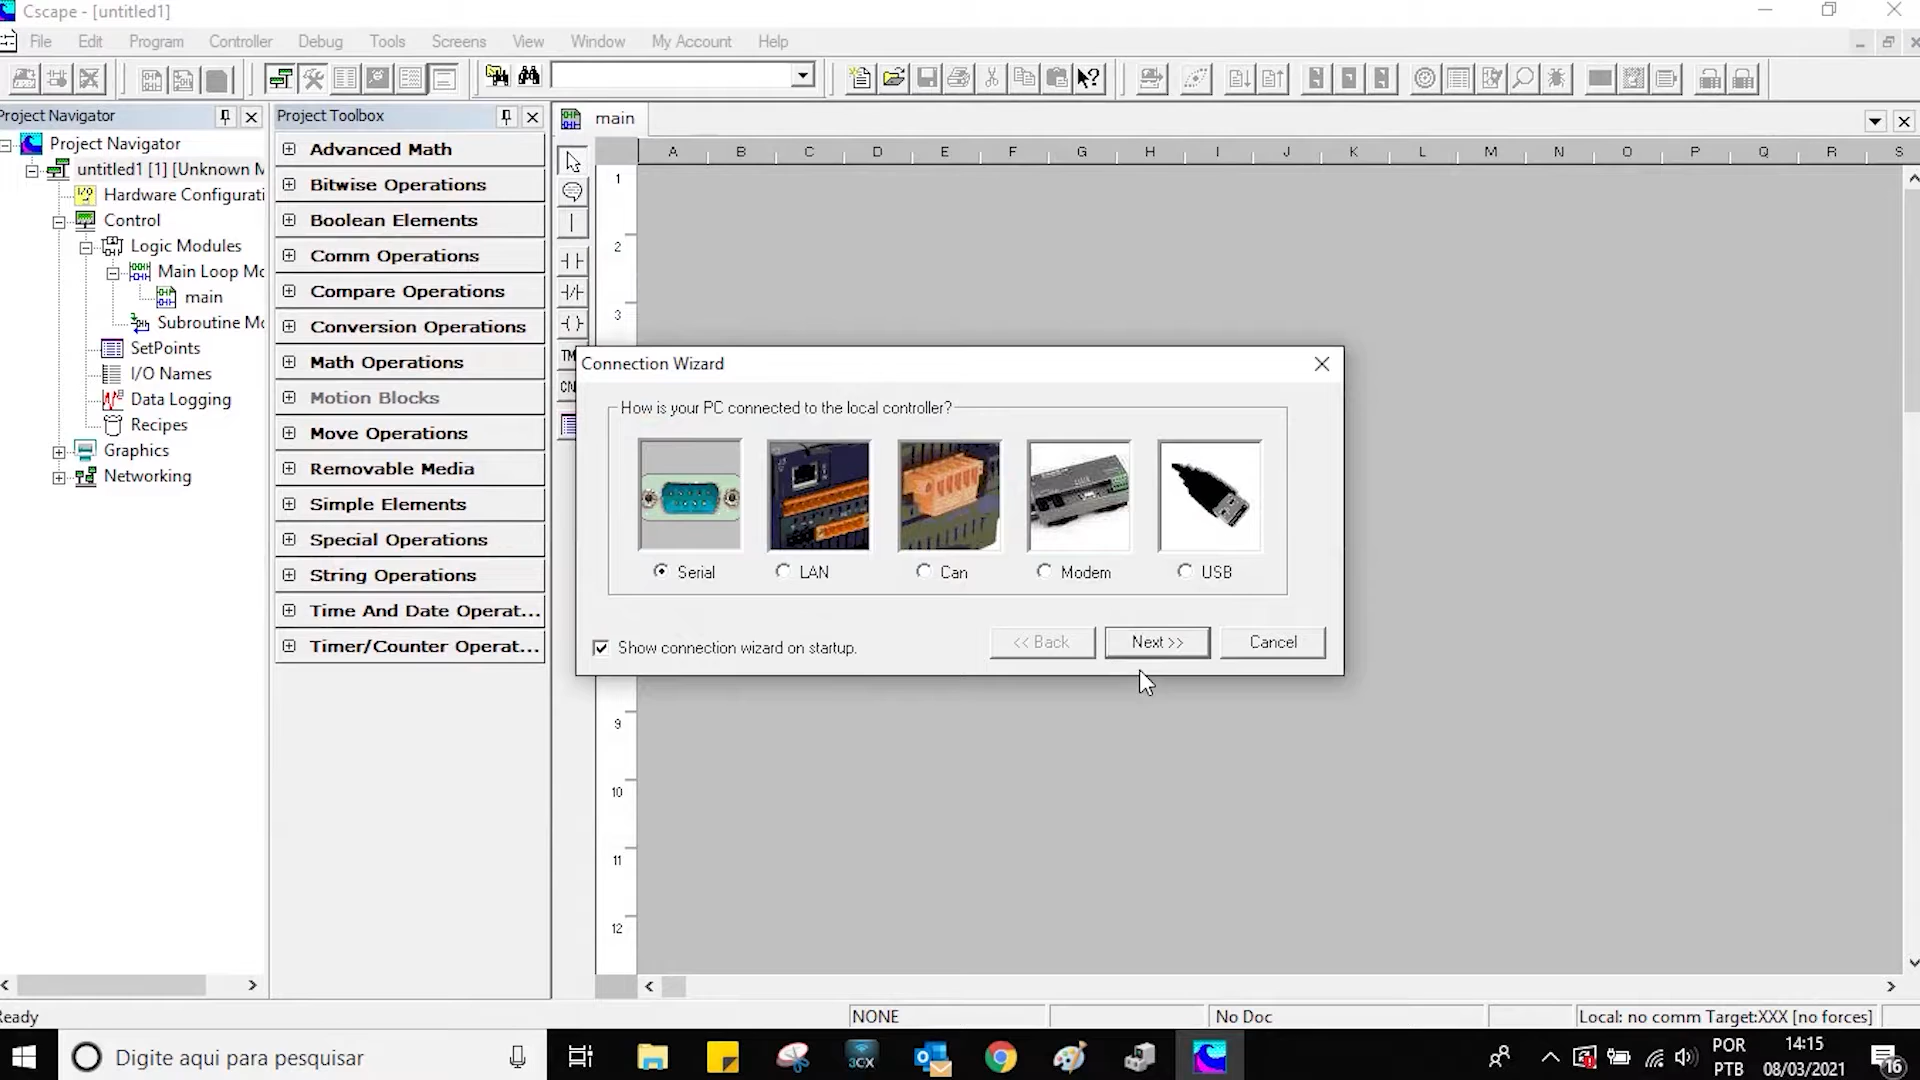 Cscape - [untitled1]
File Edit Program Controller Debug Tools Screens View Window My Account Help
Project Navigator
Project Navigator
untitled1 [1] [Unknown M
Hardware Configurati
Control
Logic Modules
Main Loop Mo
main
Subroutine Mo
SetPoints
I/O Names
Data Logging
Recipes
Graphics
Networking
Project Toolbox
Advanced Math
Bitwise Operations
Boolean Elements
Comm Operations
Compare Operations
Conversion Operations
Math Operations
Motion Blocks
Move Operations
Removable Media
Simple Elements
Special Operations
String Operations
Time And Date Operat...
Timer/Counter Operat...
main
A B C D E F G H I J K L M N O P Q R S
1
2
3
9
10
11
12
TM
CN
Connection Wizard
How is your PC connected to the local controller?
Serial LAN Can Modem USB
Show connection wizard on startup.
<< Back Next >> Cancel
Ready NONE No Doc Local: no comm Target:XXX [no forces]
Digite aqui para pesquisar
3CX
POR
PTB
14:15
08/03/2021
16